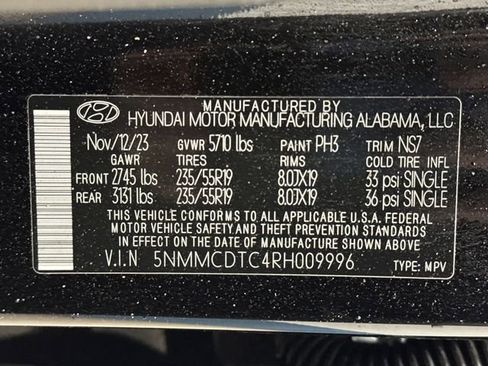 MANUFACTURED BY
HYUNDAI MOTOR MANUFACTURING ALABAMA, LLC
Nov/12/23 GVWR 5710 lbs PAINT PH3 TRIM NS7
GAWR TIRES RIMS COLD TIRE INFL
FRONT 2745 lbs 235/55R19 8.0JX19 33 psi SINGLE
REAR 3131 lbs 235/55R19 8.0JX19 36 psi SINGLE
THIS VEHICLE CONFORMS TO ALL APPLICABLE U.S.A. FEDERAL
MOTOR VEHICLE SAFETY AND THEFT PREVENTION STANDARDS
IN EFFECT ON THE DATE OF MANUFACTURE SHOWN ABOVE.
V.I.N 5NMMCDTC4RH009996 TYPE: MPV